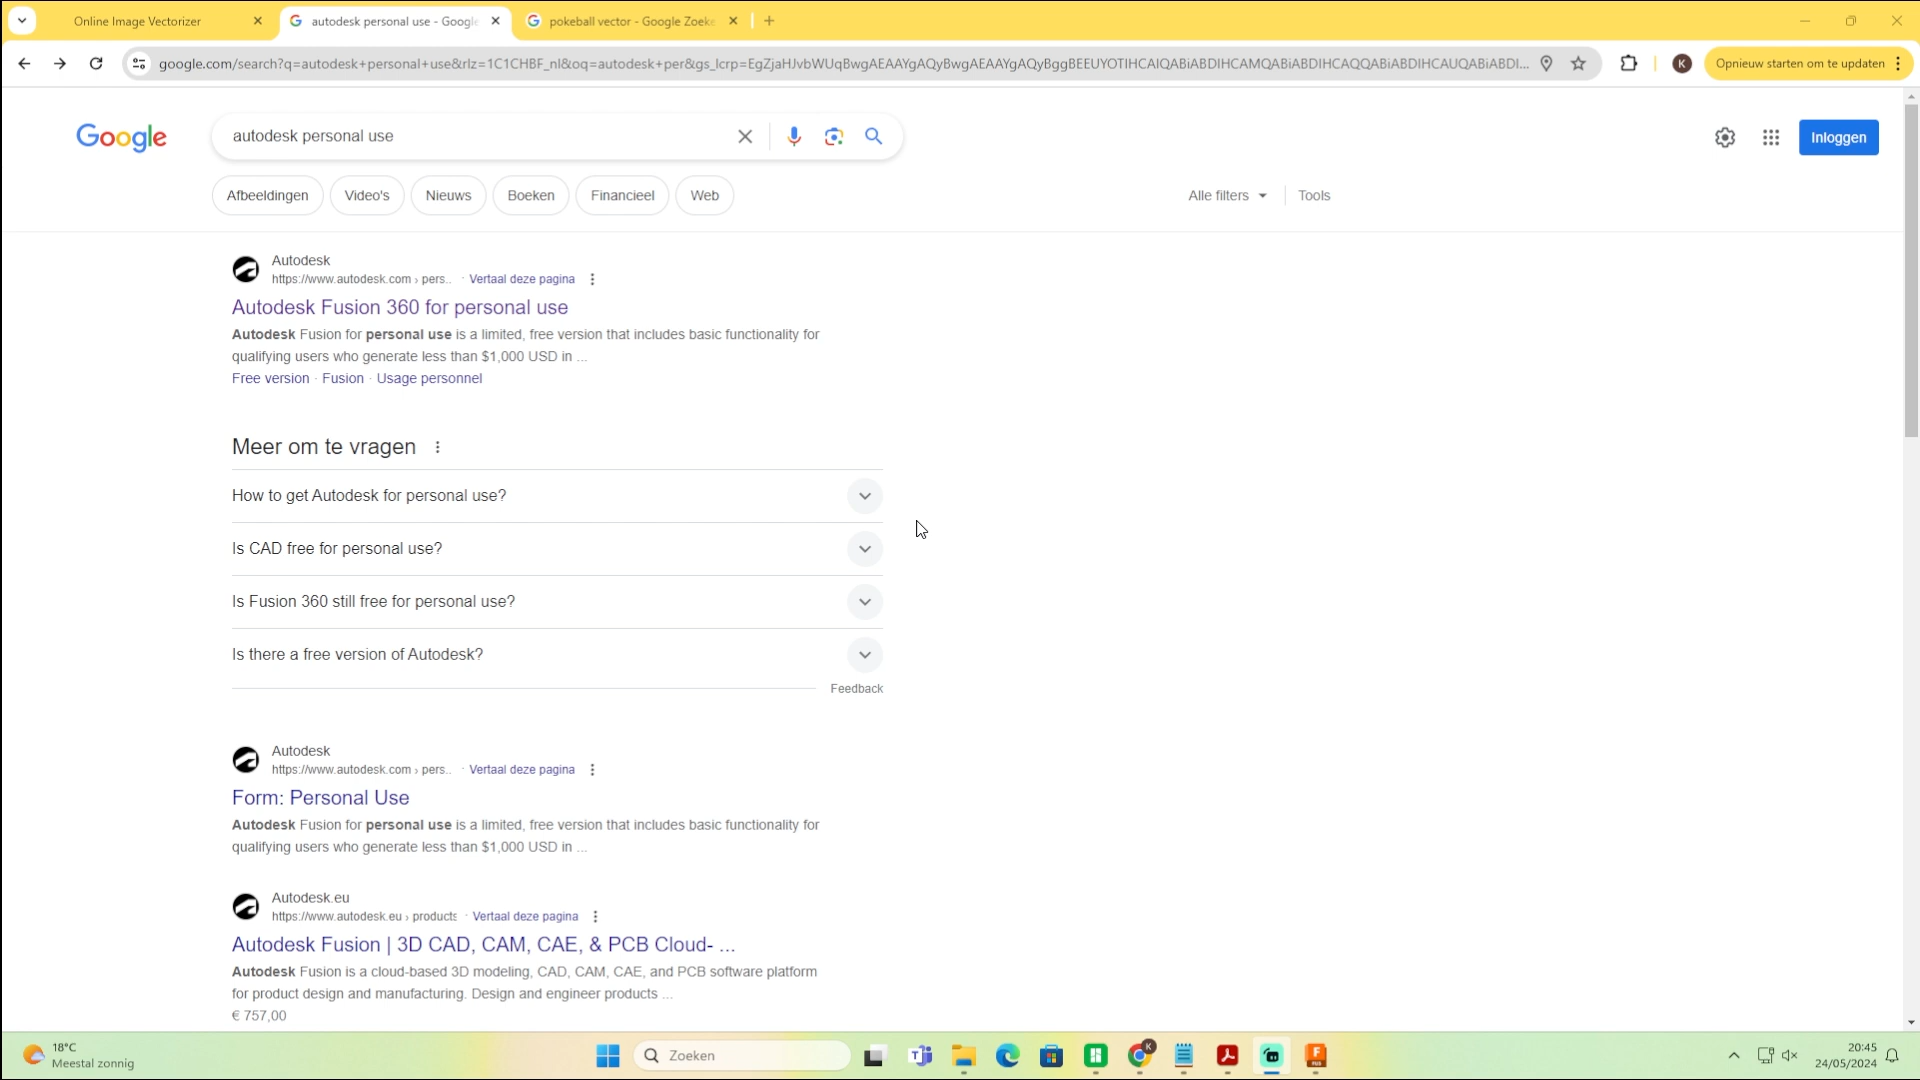 Online Image Vectorizer
autodesk personal use - Google
pokeball vector - Google Zoeke
google.com/search?q=autodesk+personal+use&rlz=1C1CHBF_nl&oq=autodesk+per&gs_lcrp=EgZjaHJvbWUqBwgAEAAYgAQyBwgAEAAYgAQyBggBEEUYOTIHCAIQABiABDIHCAMQABiABDIHCAQQABiABDIHCAUQABiABDI...
K
Opnieuw starten om te updaten
Google
autodesk personal use
Inloggen
Afbeeldingen
Video's
Nieuws
Boeken
Financieel
Web
Alle filters
Tools
Autodesk
https://www.autodesk.com › pers.. · Vertaal deze pagina
Autodesk Fusion 360 for personal use
Autodesk Fusion for personal use is a limited, free version that includes basic functionality for
qualifying users who generate less than $1,000 USD in ...
Free version · Fusion · Usage personnel
Meer om te vragen
How to get Autodesk for personal use?
Is CAD free for personal use?
Is Fusion 360 still free for personal use?
Is there a free version of Autodesk?
Feedback
Autodesk
https://www.autodesk.com › pers.. · Vertaal deze pagina
Form: Personal Use
Autodesk Fusion for personal use is a limited, free version that includes basic functionality for
qualifying users who generate less than $1,000 USD in ...
Autodesk.eu
https://www.autodesk.eu › products · Vertaal deze pagina
Autodesk Fusion | 3D CAD, CAM, CAE, & PCB Cloud- ...
Autodesk Fusion is a cloud-based 3D modeling, CAD, CAM, CAE, and PCB software platform
for product design and manufacturing. Design and engineer products ...
€ 757,00
18°C
Meestal zonnig
Zoeken
K
20:45
24/05/2024